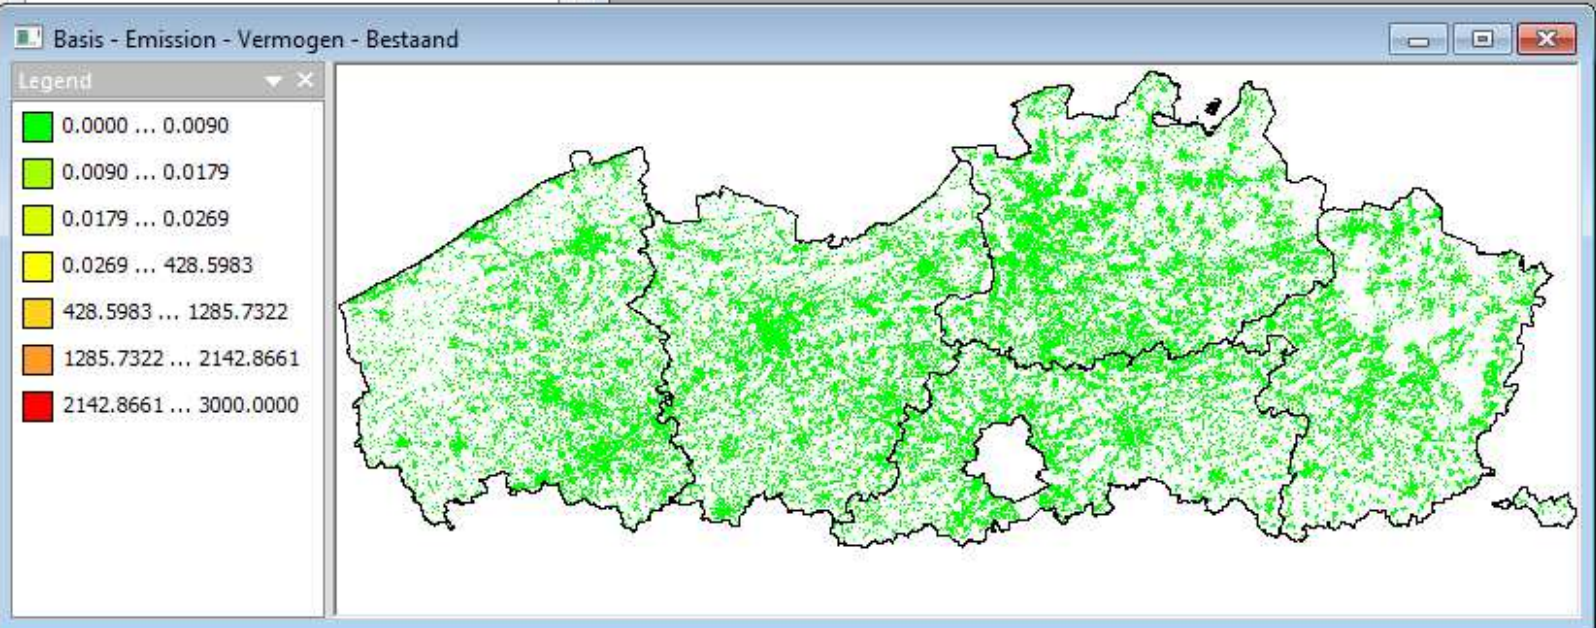 Basis - Emission - Vermogen - Bestaand
Legend
0.0000 ... 0.0090
0.0090 ... 0.0179
0.0179 ... 0.0269
0.0269 ... 428.5983
428.5983 ... 1285.7322
1285.7322 ... 2142.8661
2142.8661 ... 3000.0000